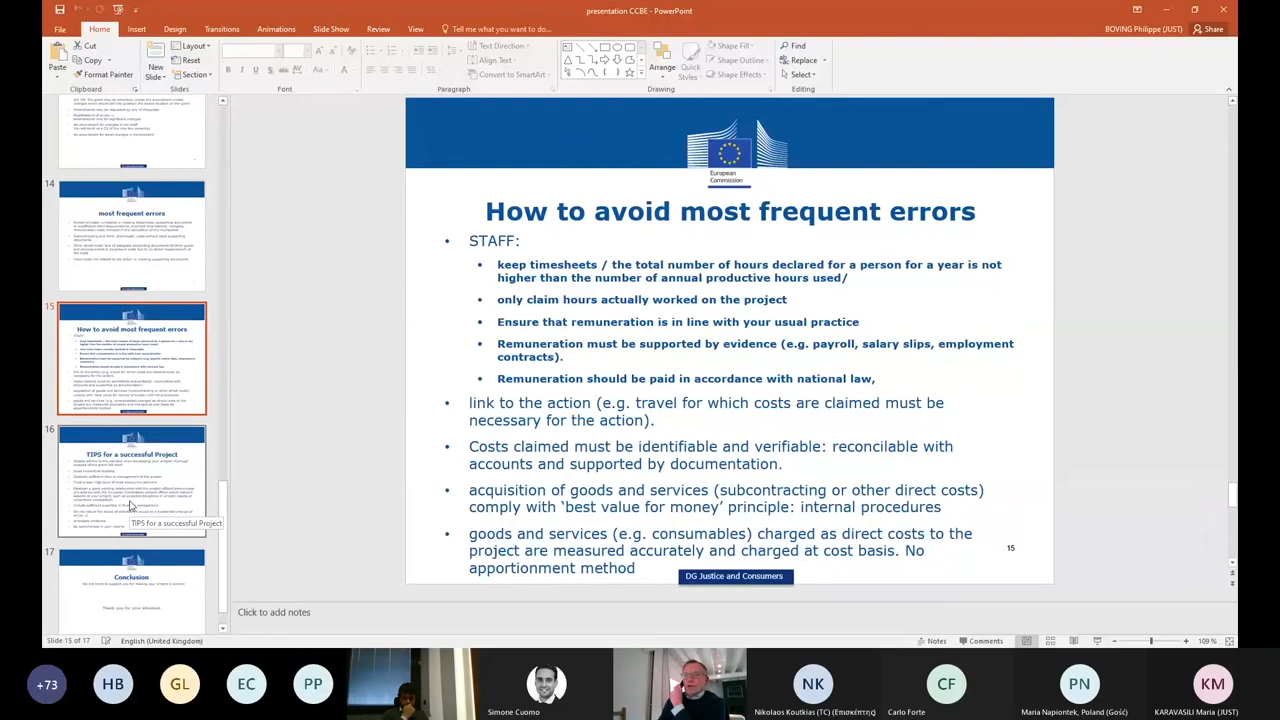 presentation CCBE - PowerPoint
BOVING Philippe (JUST)
Share
File
Home
Insert
Design
Transitions
Animations
Slide Show
Review
View
Tell me what you want to do...
Paste
Cut
Copy
Format Painter
Clipboard
New
Slide
Layout
Reset
Section
Slides
Font
Text Direction
Align Text
Convert to SmartArt
Paragraph
Arrange
Quick
Styles
Shape Fill
Shape Outline
Shape Effects
Drawing
Find
Replace
Select
Editing
14
most frequent errors
15
How to avoid most frequent errors
16
TIPS for a successful Project
TIPS for a successful Project
17
Conclusion
Thank you for your attention
European
Commission
How to avoid most frequent errors
• STAFF:
• keep timesheets / the total number of hours declared for a person for a year is not
higher than the number of annual productive hours used/
• only claim hours actually worked on the project
• Ensure that remuneration is in line with your usual practice
• Remuneration must be supported by evidence (e.g.payroll, salary slips, employment
contracts).
Remuneration should be paid in accordance with national law,
• link to the action (e.g. travel for which costs are claimed must be
necessary for the action).
• Costs claimed must be identifiable and verifiable: reconcilable with
accounts and supported by documentation.
• acquisition of goods and services (subcontracting or other direct costs)
comply with 'best value for money' principle: internal procedures
• goods and services (e.g. consumables) charged as direct costs to the
project are measured accurately and charged at cost basis. No
apportionment method
15
DG Justice and Consumers
Click to add notes
Slide 15 of 17
English (United Kingdom)
Notes
Comments
109 %
+73
HB
GL
EC
PP
Simone Cuomo
NK
Nikolaos Koutkias (TC) (Επισκέπτης)
CF
Carlo Forte
PN
Maria Napiontek, Poland (Gość)
KM
KARAVASILI Maria (JUST)